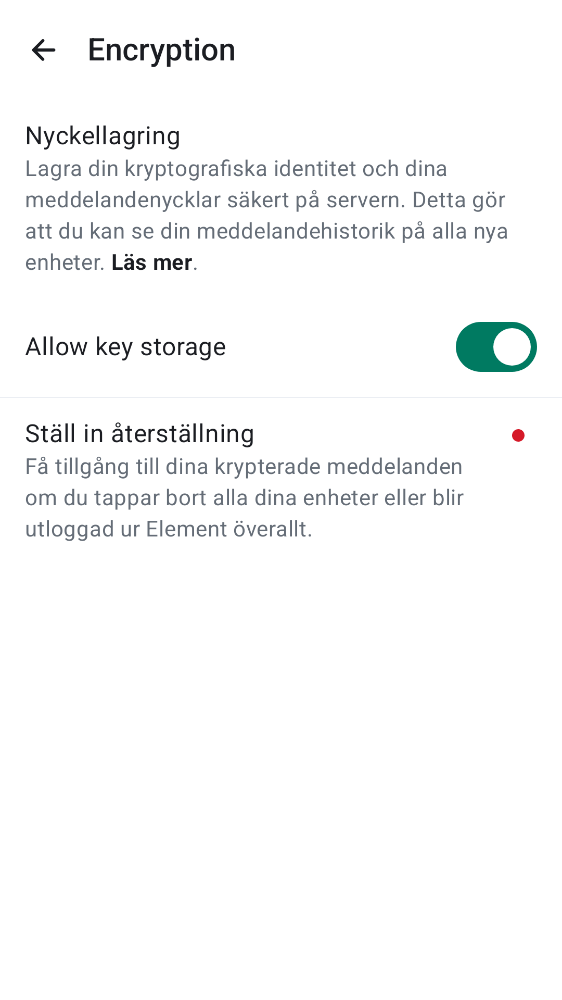 Encryption
Nyckellagring
Lagra din kryptografiska identitet och dina
meddelandenycklar säkert på servern. Detta gör
att du kan se din meddelandehistorik på alla nya
enheter. Läs mer.
Allow key storage
Ställ in återställning
Få tillgång till dina krypterade meddelanden
om du tappar bort alla dina enheter eller blir
utloggad ur Element överallt.